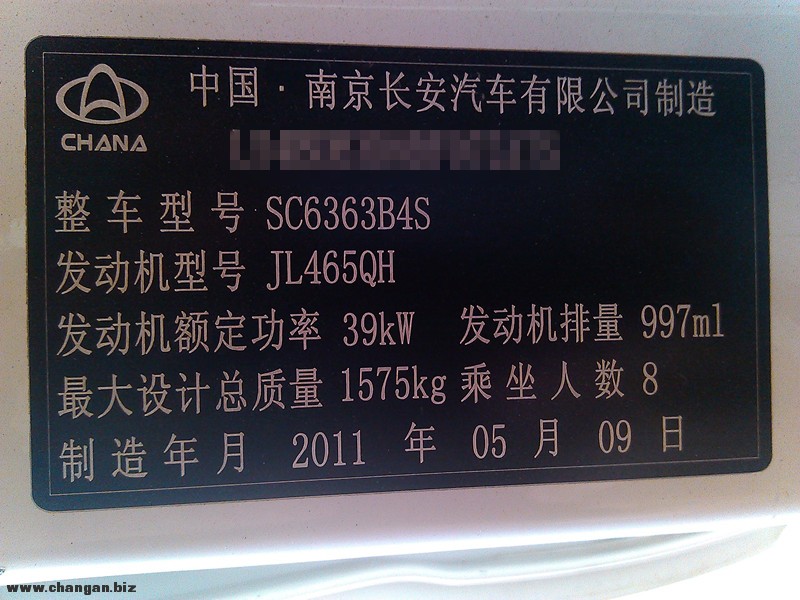 中国·南京长安汽车有限公司制造
CHANA
整车型号 SC6363B4S
发动机型号 JL465QH
发动机额定功率 39kW 发动机排量 997ml
最大设计总质量 1575kg 乘坐人数 8
制造年月 2011 年 05 月 09 日
www.changan.biz